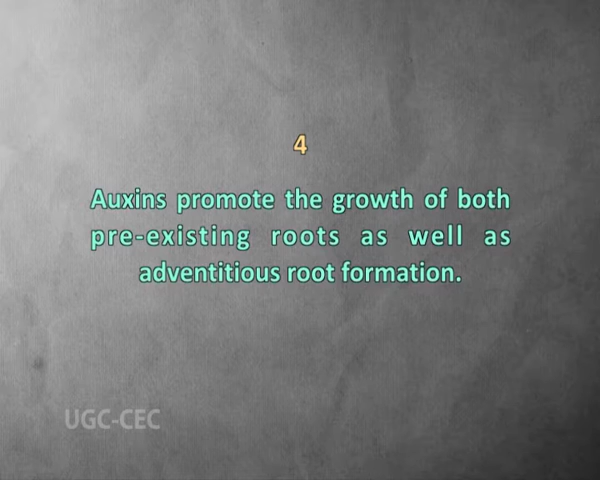 4
Auxins promote the growth of both
pre-existing roots as well as
adventitious root formation.
UGC-CEC